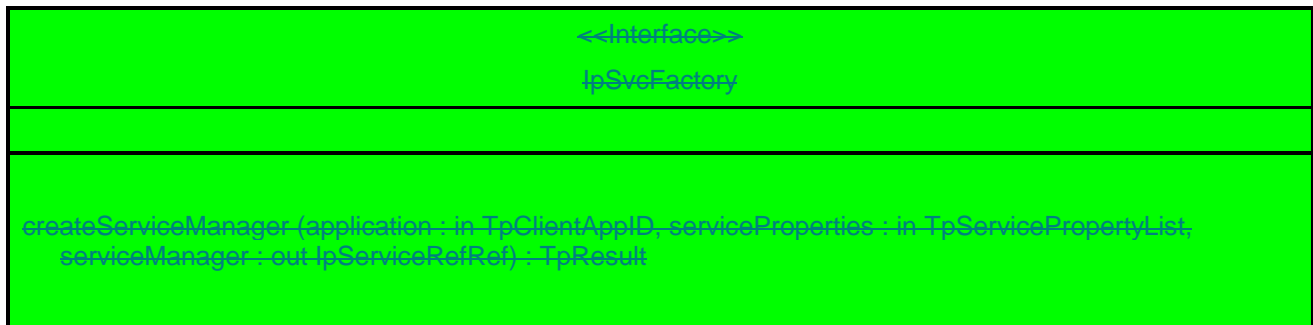 <<Interface>>
IpSvcFactory
createServiceManager (application : in TpClientAppID, serviceProperties : in TpServicePropertyList,
serviceManager : out IpServiceRefRef) : TpResult